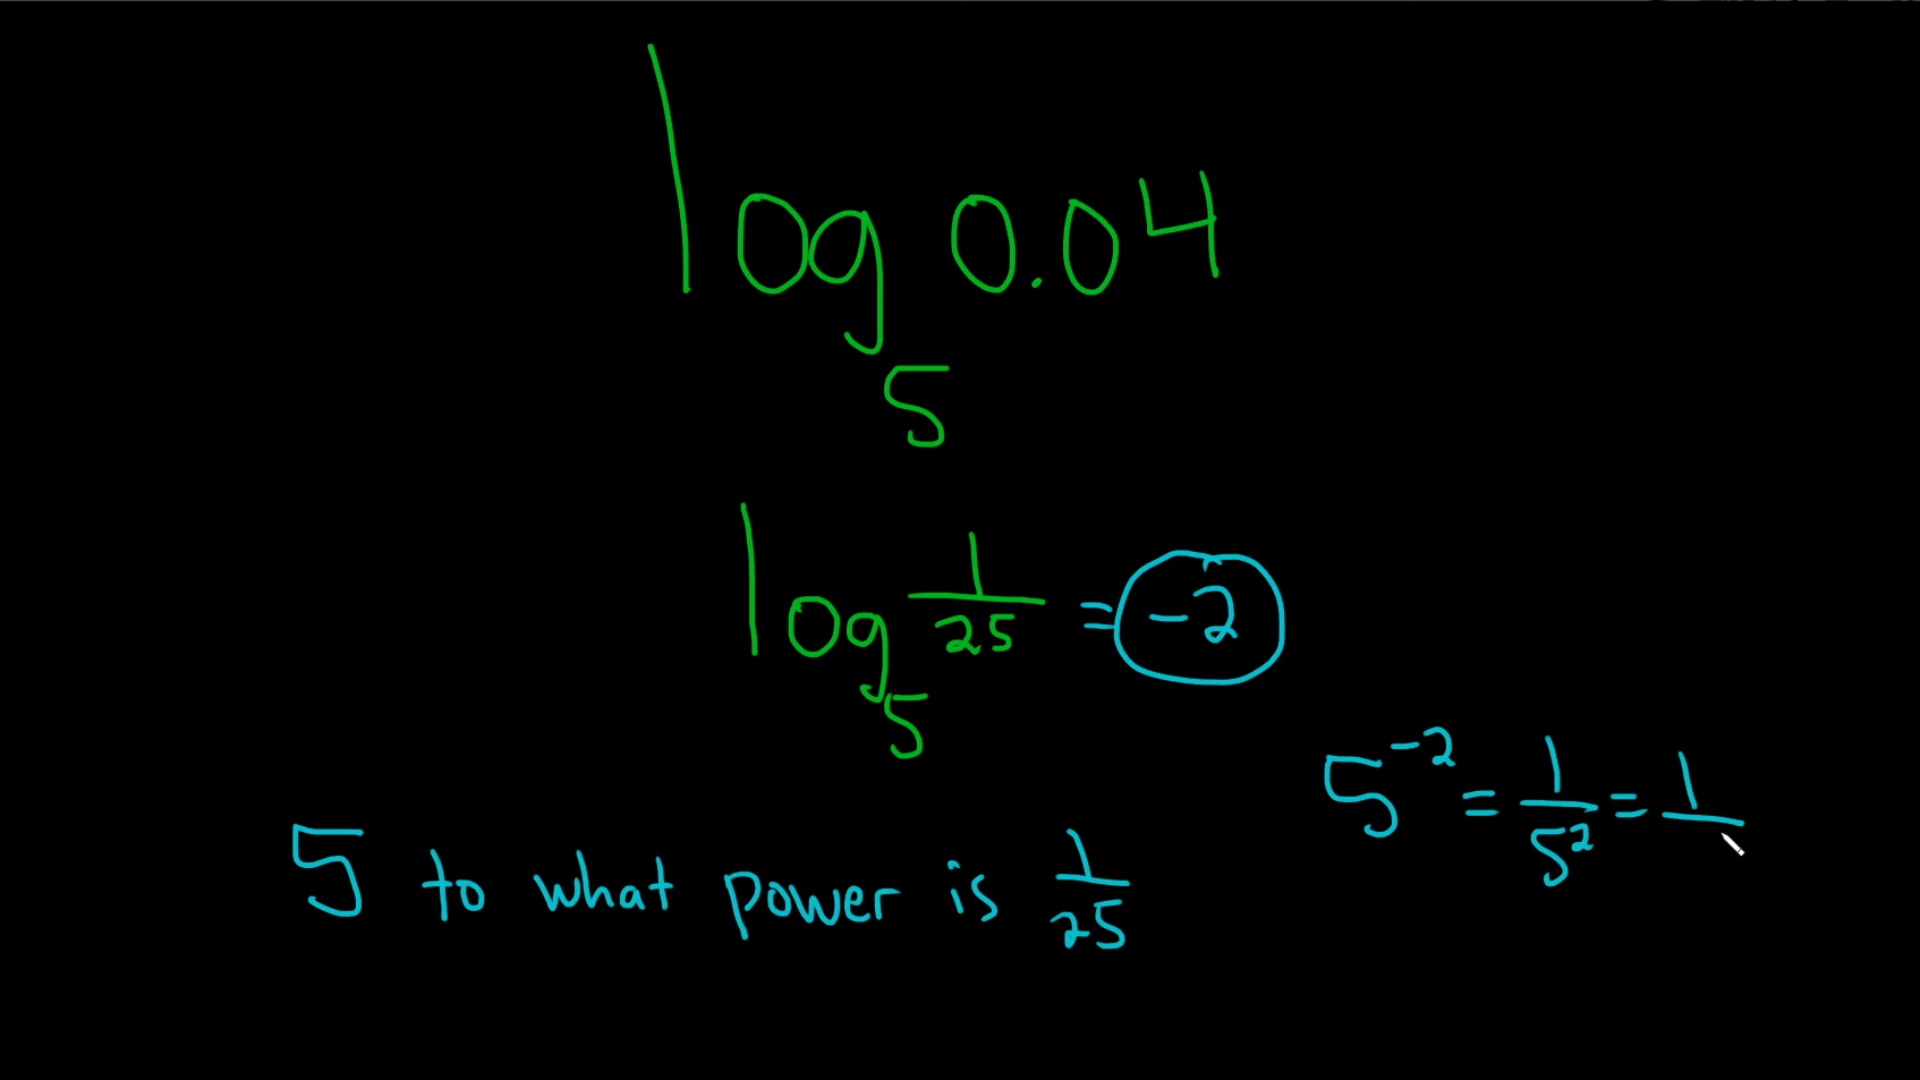 log₅ 0.04
log₅ 1/25 = -2
5⁻² = 1/5² = 1/
5 to what power is 1/25